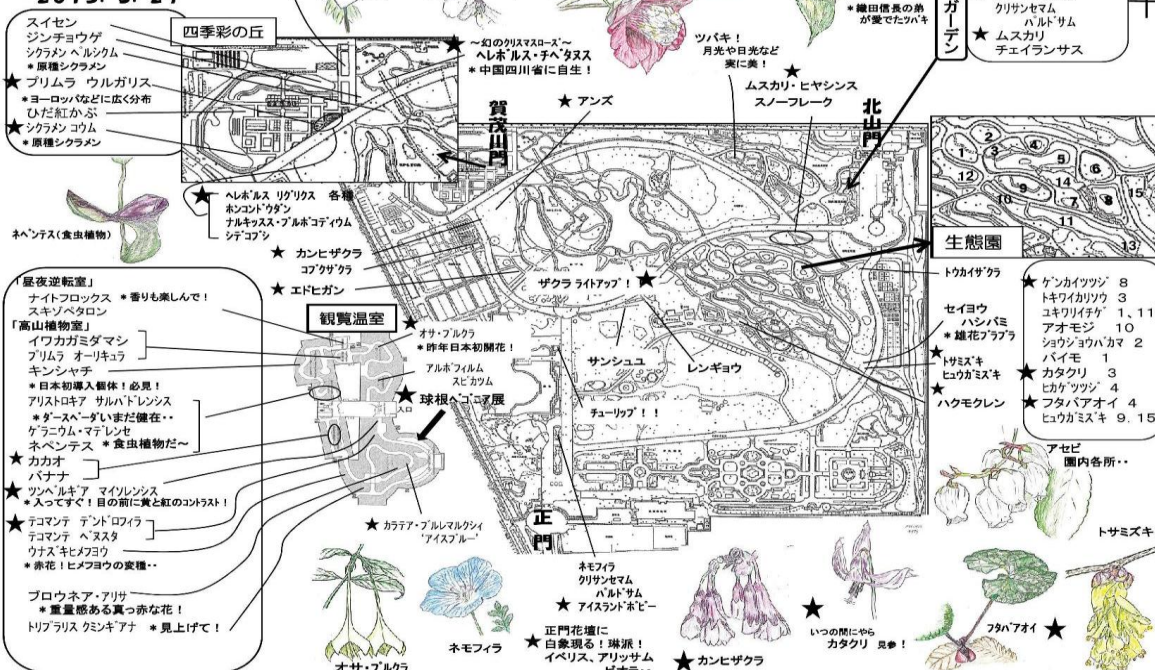 スイセン
ジンチョウゲ
シクラメン ペルシクム
＊原種シクラメン
★ プリムラ ウルガリス
＊ヨーロッパなどに広く分布
ひだ紅かぶ
★ シクラメン コウム
＊原種シクラメン
四季彩の丘
～幻のクリスマスローズ～
★ ヘレボルス・チベタヌス
＊中国四川省に自生！
＊織田信長の弟
が愛でたツバキ
ツバキ！
月光や日光など
実に美！
ガーデン
クリサンセマム
パルドサム
★ ムスカリ
チェイランサス
★
ムスカリ・ヒヤシンス
スノーフレーク
★ アンズ
賀茂川門
北山門
ネペンテス(食虫植物)
★ ヘレボルス リグリクス 各種
ホンコンドウダン
ナルキッスス・ブルボコディウム
シデコブシ
★ カンヒザクラ
コブクザクラ
★ エドヒガン
ザクラ ライトアップ！ ★
生態園
1
2
3
4
5
6
7
8
9
10
11
12
13
14
15
トウカイザクラ
セイヨウ
ハシバミ
＊雄花プラプラ
★
トサミズキ
ヒュウガミズキ
★
ハクモクレン
★ ゲンカイツツジ 8
トキワイカリソウ 3
ユキワリイチゲ 1、11
アオモジ 10
ショウジョウバカマ 2
バイモ 1
★ カタクリ 3
ヒカゲツツジ 4
★ フタバアオイ 4
ヒュウガミズキ 9．15
「昼夜逆転室」
ナイトフロックス ＊香りも楽しんで！
スキゾペタロン
「高山植物室」
イワカガミダマシ
プリムラ オーリキュラ
キンシャチ
＊日本初導入個体！必見！
アリストロキア サルバドレンシス
＊ダースベーダいまだ健在・・
ゲラニウム・マデレンセ
ネペンテス ＊食虫植物だ～
★ カカオ
バナナ
★ ツンベルギア マイソレンシス
＊入ってすぐ！目の前に黄と紅のコントラスト！
★ テコマンテ デンドロフィラ
テコマンテ ベヌスタ
ウナズキヒメフヨウ
＊赤花！ヒメフヨウの変種・・
ブロウネア・アリサ
＊重量感ある真っ赤な花！
トリプラリス クミンギアナ ＊見上げて！
観覧温室
★
オサ・プルクラ
＊昨年日本初開花！
アルボフィルム
スピカツム
★ 球根ベゴニア展
入口
★ カラテア・ブルレマルクシィ
'アイスブルー'
サンシュユ
レンギョウ
チューリップ！！
正門
ネモフィラ
クリサンセマム
パルドサム
★ アイスランドポピー
正門花壇に
★ 白象現る！琳派！
イベリス、アリッサム
オサ・プルクラ
ネモフィラ
★ カンヒザクラ
★
いつの間にやら
カタクリ 見参！
フタバアオイ ★
アセビ
園内各所・・
トサミズキ